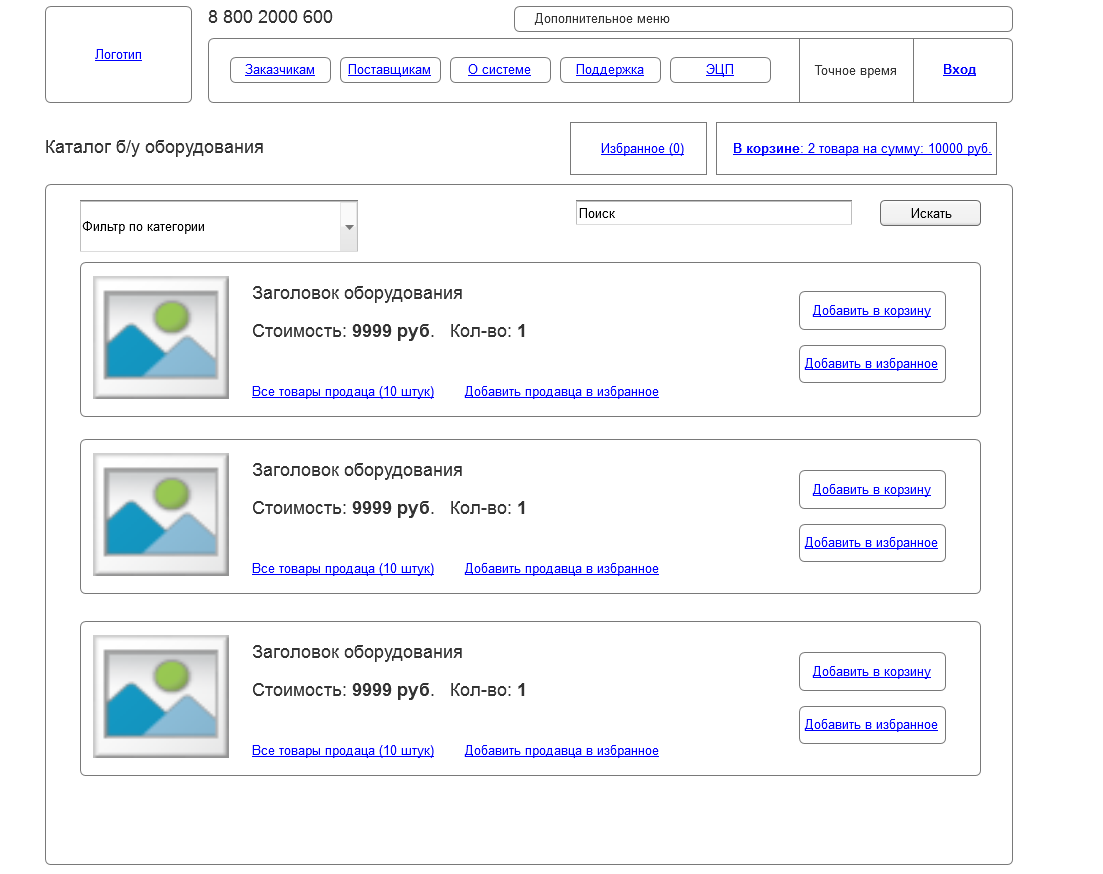 8 800 2000 600
Дополнительное меню
Логотип
Заказчикам
Поставщикам
О системе
Поддержка
ЭЦП
Точное время
Вход
Каталог б/у оборудования
Избранное (0)
В корзине: 2 товара на сумму: 10000 руб.
Фильтр по категории
Поиск
Искать
Заголовок оборудования
Стоимость: 9999 руб. Кол-во: 1
Добавить в корзину
Добавить в избранное
Все товары продаца (10 штук)
Добавить продавца в избранное
Заголовок оборудования
Стоимость: 9999 руб. Кол-во: 1
Добавить в корзину
Добавить в избранное
Все товары продаца (10 штук)
Добавить продавца в избранное
Заголовок оборудования
Стоимость: 9999 руб. Кол-во: 1
Добавить в корзину
Добавить в избранное
Все товары продаца (10 штук)
Добавить продавца в избранное